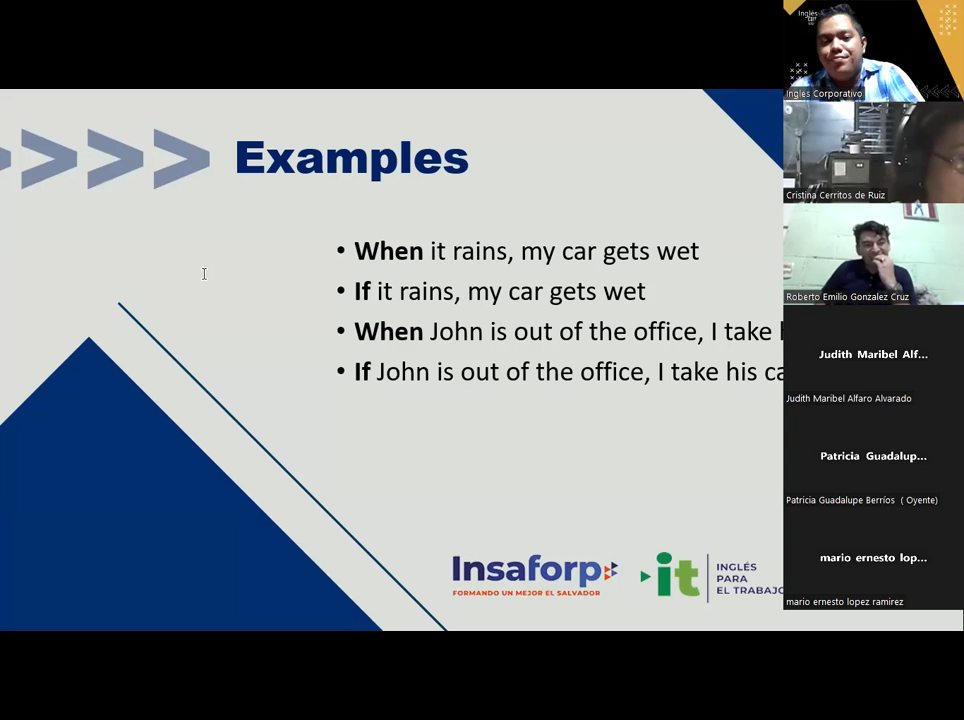 Examples
• When it rains, my car gets wet
• If it rains, my car gets wet
• When John is out of the office, I take
• If John is out of the office, I take his
Insaforp
FORMANDO UN MEJOR EL SALVADOR
it
INGLÉS
PARA
EL TRABAJO
Ingles Corporativo
Cristina Cerritos de Ruiz
Roberto Emilio Gonzalez Cruz
Judith Maribel Alf...
Judith Maribel Alfaro Alvarado
Patricia Guadalup...
Patricia Guadalupe Berríos ( Oyente)
mario ernesto lop...
mario ernesto lopez ramirez